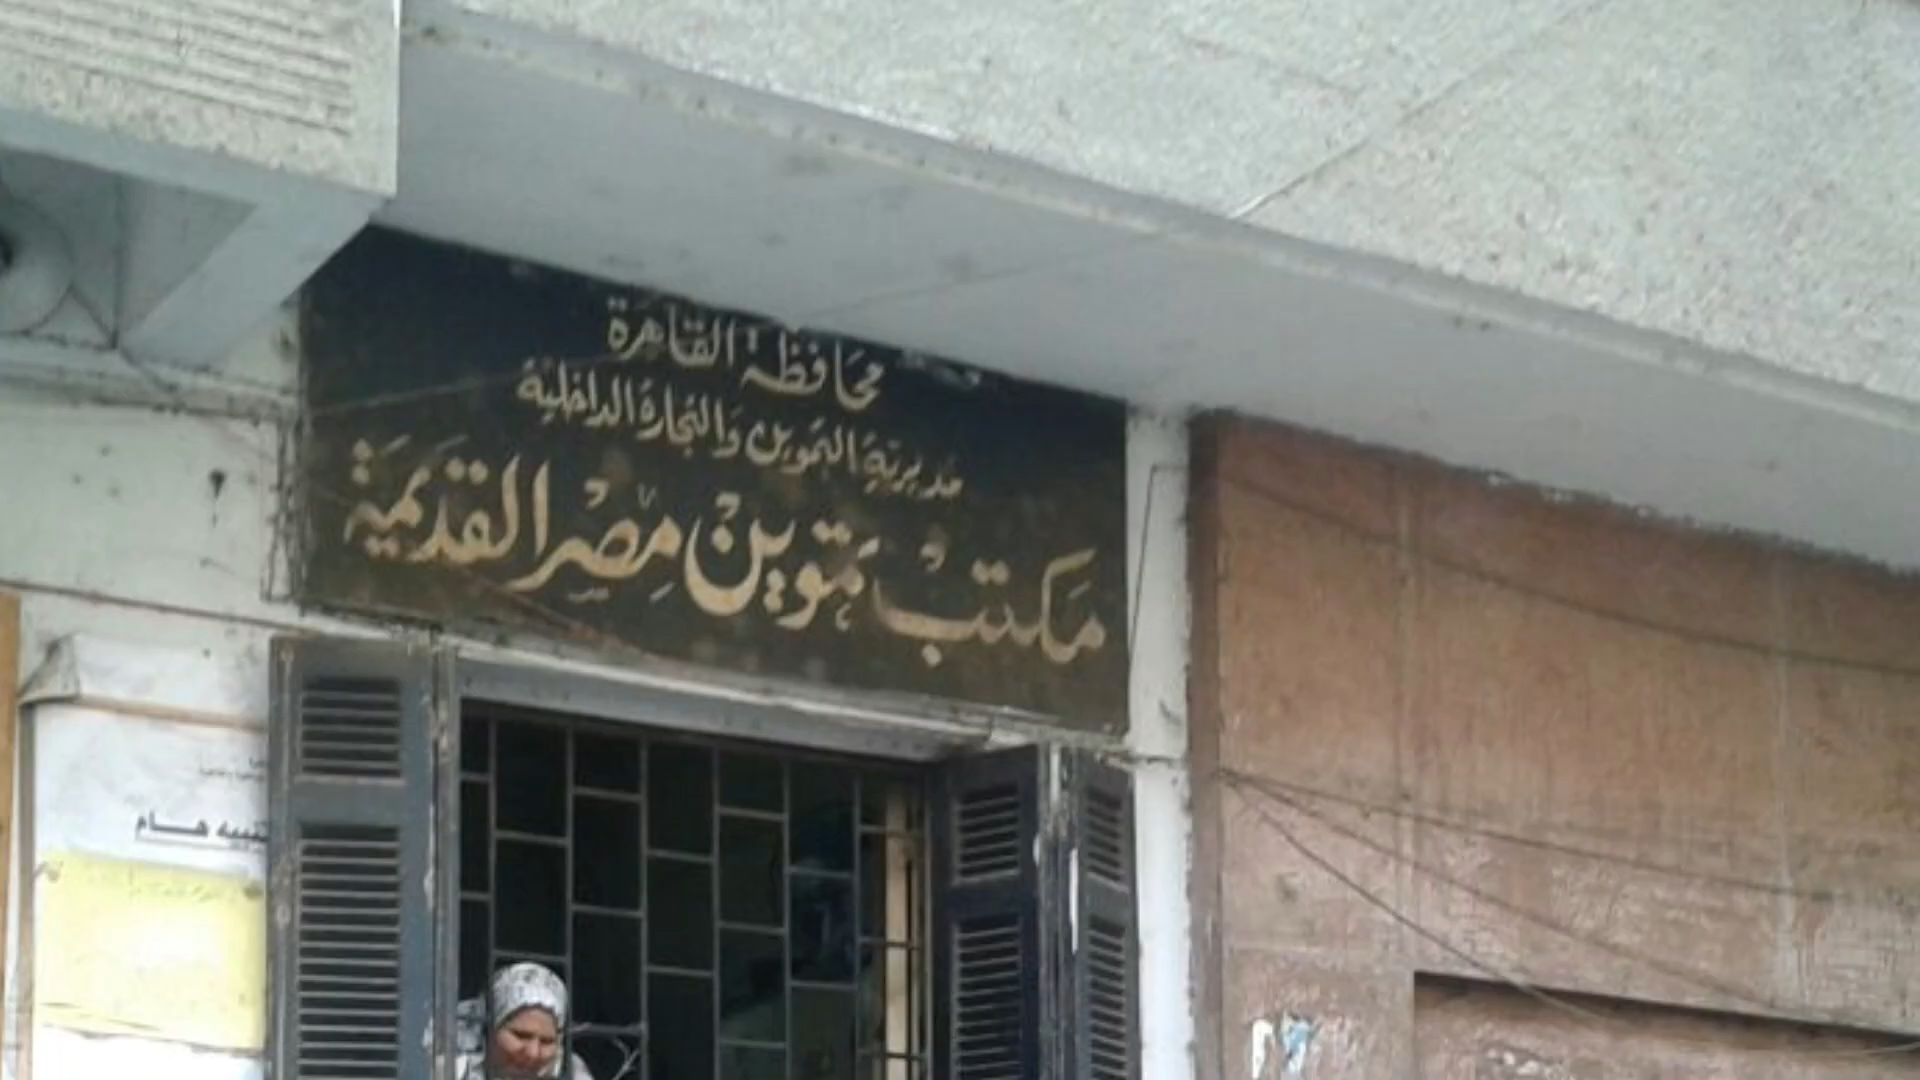 محافظة القاهرة
مديرية التموين والتجارة الداخلية
مكتب تموين مصر القديمة
تنبيه هام